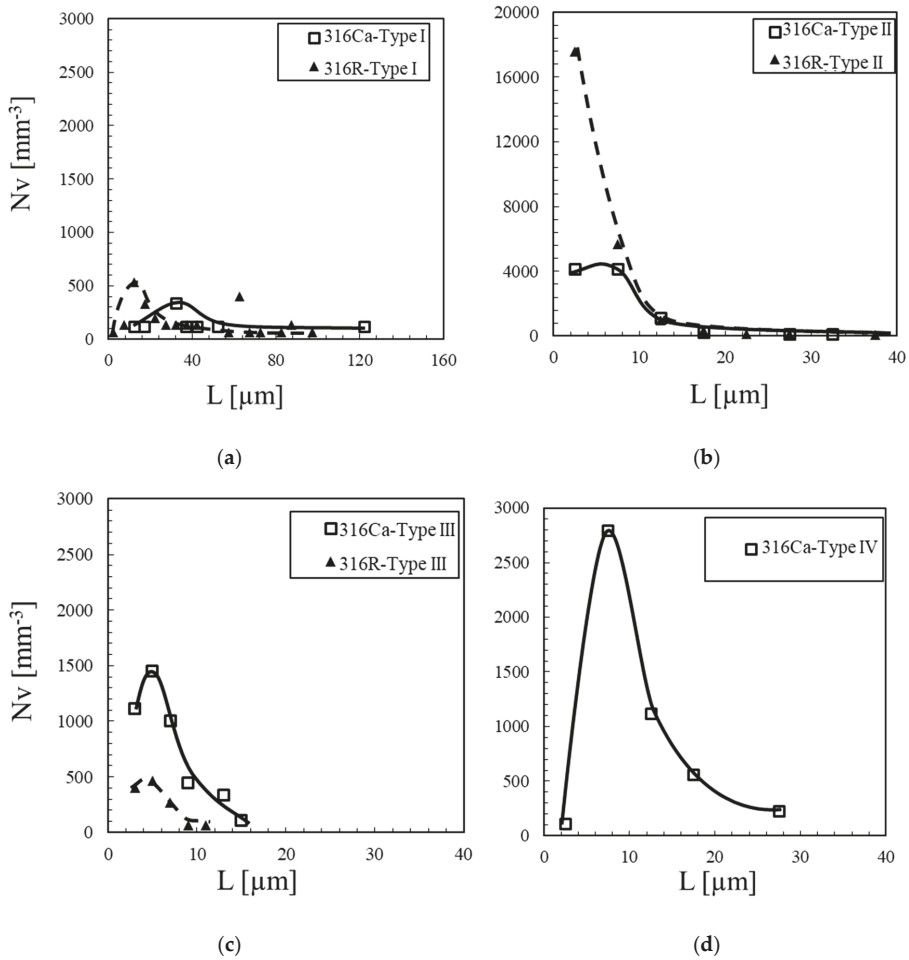 3000
2500
2000
1500
1000
500
0
Nv [mm⁻³]
316Ca-Type I
316R-Type I
0 40 80 120 160
L [µm]
(a)
20000
16000
12000
8000
4000
0
316Ca-Type II
316R-Type II
0 10 20 30 40
L [µm]
(b)
3000
2500
2000
1500
1000
500
0
Nv [mm⁻³]
316Ca-Type III
316R-Type III
0 10 20 30 40
L [µm]
(c)
3000
2500
2000
1500
1000
500
0
316Ca-Type IV
0 10 20 30 40
L [µm]
(d)